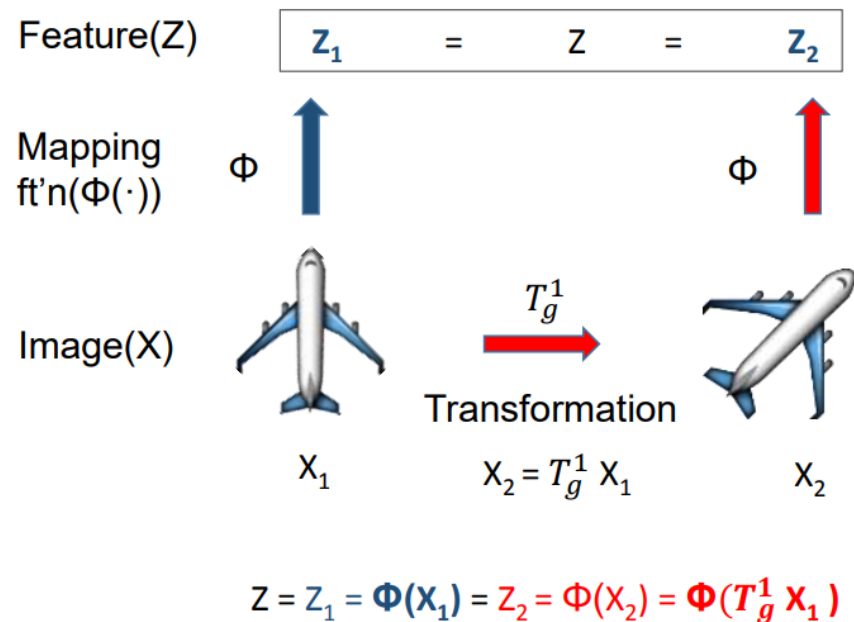 Feature(Z) Z₁ = Z = Z₂
Mapping
ft'n(Φ(·)) Φ Φ
Image(X) T_g^1
Transformation
X₁ X₂ = T_g^1 X₁ X₂
Z = Z₁ = Φ(X₁) = Z₂ = Φ(X₂) = Φ(T_g^1 X₁ )